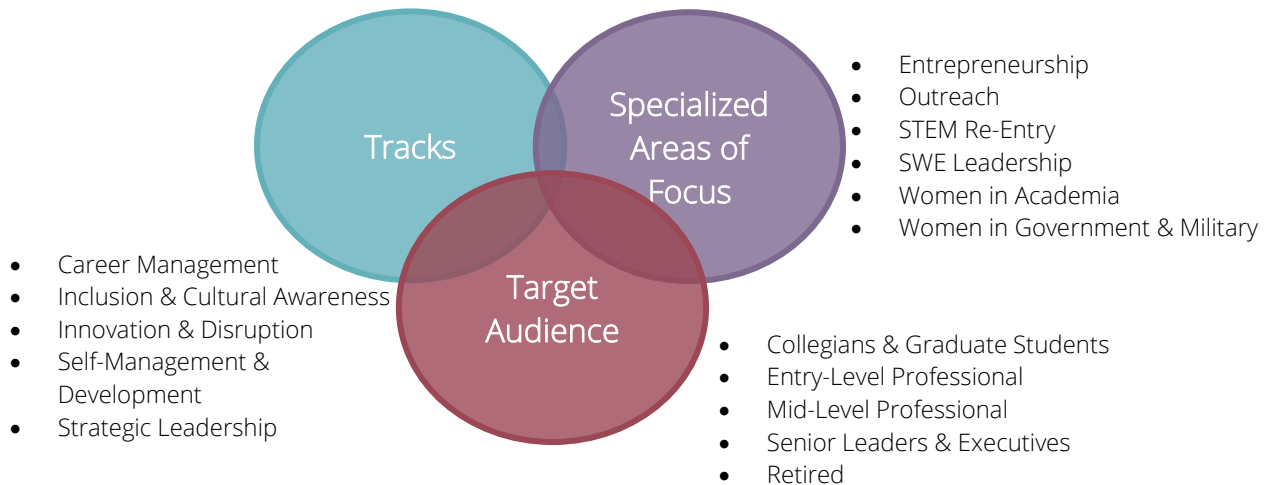 Tracks
Specialized
Areas of
Focus
Target
Audience
• Entrepreneurship
• Outreach
• STEM Re-Entry
• SWE Leadership
• Women in Academia
• Women in Government & Military
• Career Management
• Inclusion & Cultural Awareness
• Innovation & Disruption
• Self-Management &
Development
• Strategic Leadership
• Collegians & Graduate Students
• Entry-Level Professional
• Mid-Level Professional
• Senior Leaders & Executives
• Retired